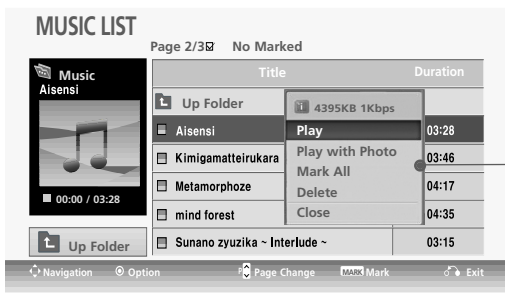 MUSIC LIST
Page 2/3 No Marked
Music
Aisensi
00:00 / 03:28
Up Folder
Title Duration
Up Folder
Aisensi 03:28
Kimigamatteirukara 03:46
Metamorphoze 04:17
mind forest 04:35
Sunano zyuzika ~ Interlude ~ 03:15
4395KB 1Kbps
Play
Play with Photo
Mark All
Delete
Close
Navigation Option P Page Change MARK Mark Exit